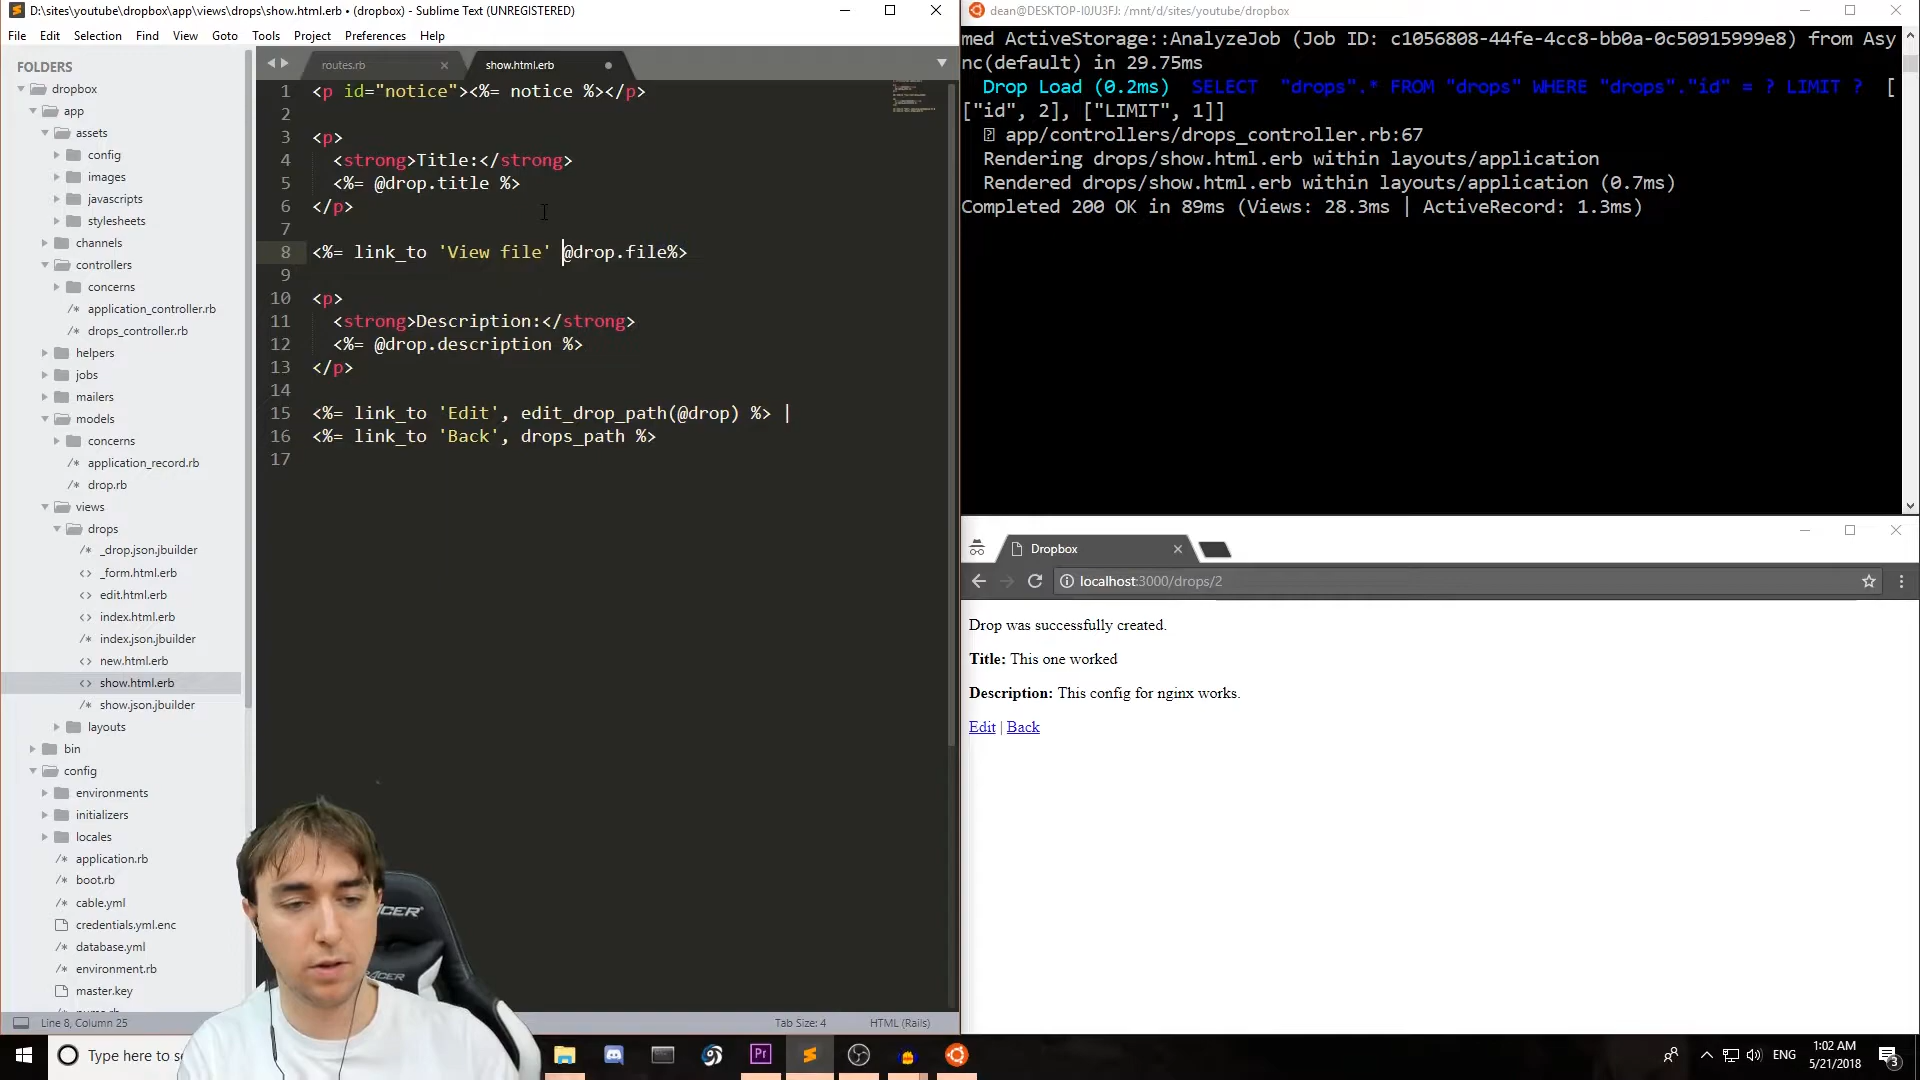 D:\sites\youtube\dropbox\app\views\drops\show.html.erb • (dropbox) - Sublime Text (UNREGISTERED)
File Edit Selection Find View Goto Tools Project Preferences Help
FOLDERS
dropbox
app
assets
config
images
javascripts
stylesheets
channels
controllers
concerns
application_controller.rb
drops_controller.rb
helpers
jobs
mailers
models
concerns
application_record.rb
drop.rb
views
drops
_drop.json.jbuilder
_form.html.erb
edit.html.erb
index.html.erb
index.json.jbuilder
new.html.erb
show.html.erb
show.json.jbuilder
layouts
bin
config
environments
initializers
locales
application.rb
boot.rb
cable.yml
credentials.yml.enc
database.yml
environment.rb
master.key
routes.rb
show.html.erb
1 <p id="notice"><%= notice %></p>
2
3 <p>
4 <strong>Title:</strong>
5 <%= @drop.title %>
6 </p>
7
8 <%= link_to 'View file' @drop.file%>
9
10 <p>
11 <strong>Description:</strong>
12 <%= @drop.description %>
13 </p>
14
15 <%= link_to 'Edit', edit_drop_path(@drop) %> |
16 <%= link_to 'Back', drops_path %>
17
Line 8, Column 25
Tab Size: 4
HTML (Rails)
dean@DESKTOP-I0JU3FJ: /mnt/d/sites/youtube/dropbox
med ActiveStorage::AnalyzeJob (Job ID: c1056808-44fe-4cc8-bb0a-0c50915999e8) from Asy
nc(default) in 29.75ms
Drop Load (0.2ms) SELECT "drops".* FROM "drops" WHERE "drops"."id" = ? LIMIT ? [
["id", 2], ["LIMIT", 1]]
app/controllers/drops_controller.rb:67
Rendering drops/show.html.erb within layouts/application
Rendered drops/show.html.erb within layouts/application (0.7ms)
Completed 200 OK in 89ms (Views: 28.3ms | ActiveRecord: 1.3ms)
Dropbox
localhost:3000/drops/2
Drop was successfully created.
Title: This one worked
Description: This config for nginx works.
Edit | Back
Type here to
Pr
ENG
1:02 AM
5/21/2018
3